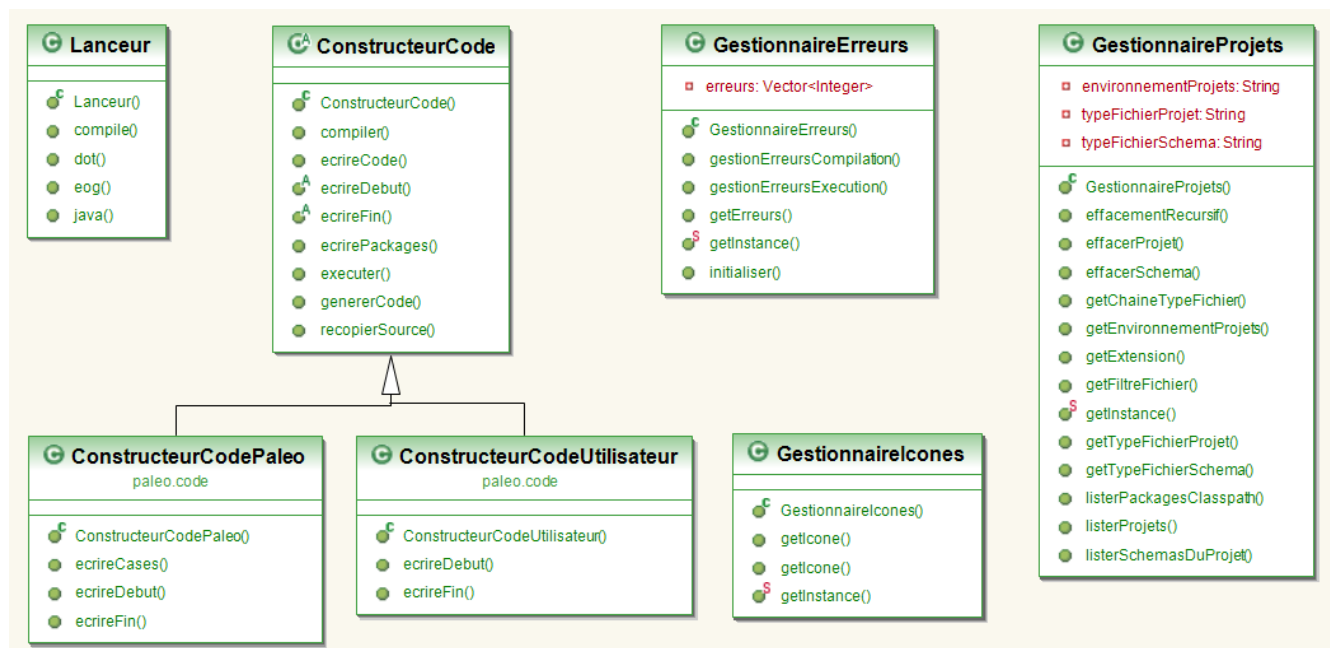 Lanceur
Lanceur()
compile()
dot()
eog()
java()
ConstructeurCode
ConstructeurCode()
compiler()
ecrireCode()
ecrireDebut()
ecrireFin()
ecrirePackages()
executer()
genererCode()
recopierSource()
GestionnaireErreurs
erreurs: Vector<Integer>
GestionnaireErreurs()
gestionErreursCompilation()
gestionErreursExecution()
getErreurs()
getInstance()
initialiser()
GestionnaireProjets
environnementProjets: String
typeFichierProjet: String
typeFichierSchema: String
GestionnaireProjets()
effacementRecursif()
effacerProjet()
effacerSchema()
getChaineTypeFichier()
getEnvironnementProjets()
getExtension()
getFiltreFichier()
getInstance()
getTypeFichierProjet()
getTypeFichierSchema()
listerPackagesClasspath()
listerProjets()
listerSchemasDuProjet()
ConstructeurCodePaleo
paleo.code
ConstructeurCodePaleo()
ecrireCases()
ecrireDebut()
ecrireFin()
ConstructeurCodeUtilisateur
paleo.code
ConstructeurCodeUtilisateur()
ecrireDebut()
ecrireFin()
GestionnaireIcones
GestionnaireIcones()
getIcone()
getIcone()
getInstance()